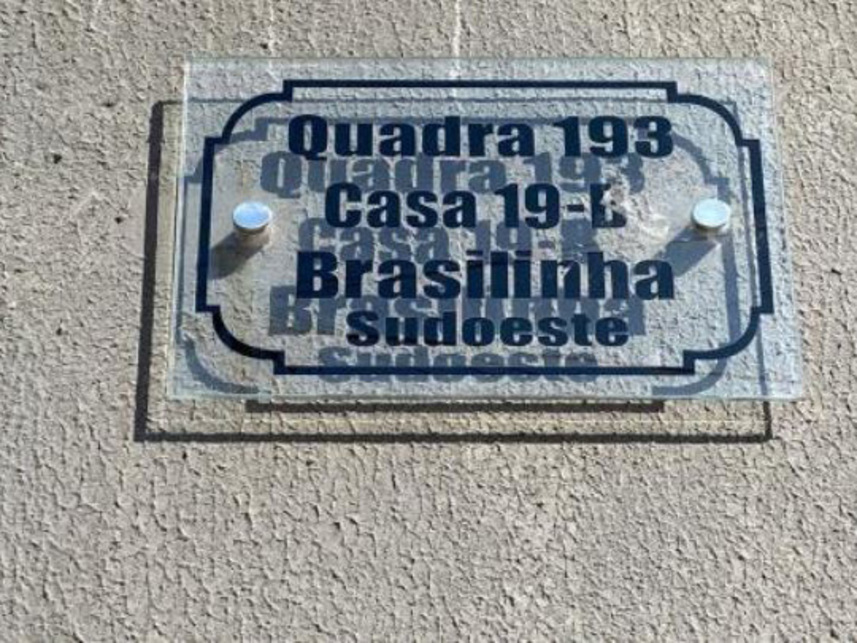 Quadra 193
Casa 19-B
Brasilinha
Sudoeste